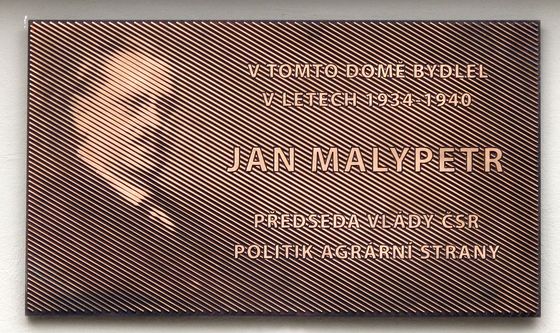 V TOMTO DOMĚ BYDLEL
V LETECH 1934-1940
JAN MALYPETR
PŘEDSEDA VLÁDY ČSR
POLITIK AGRÁRNÍ STRANY